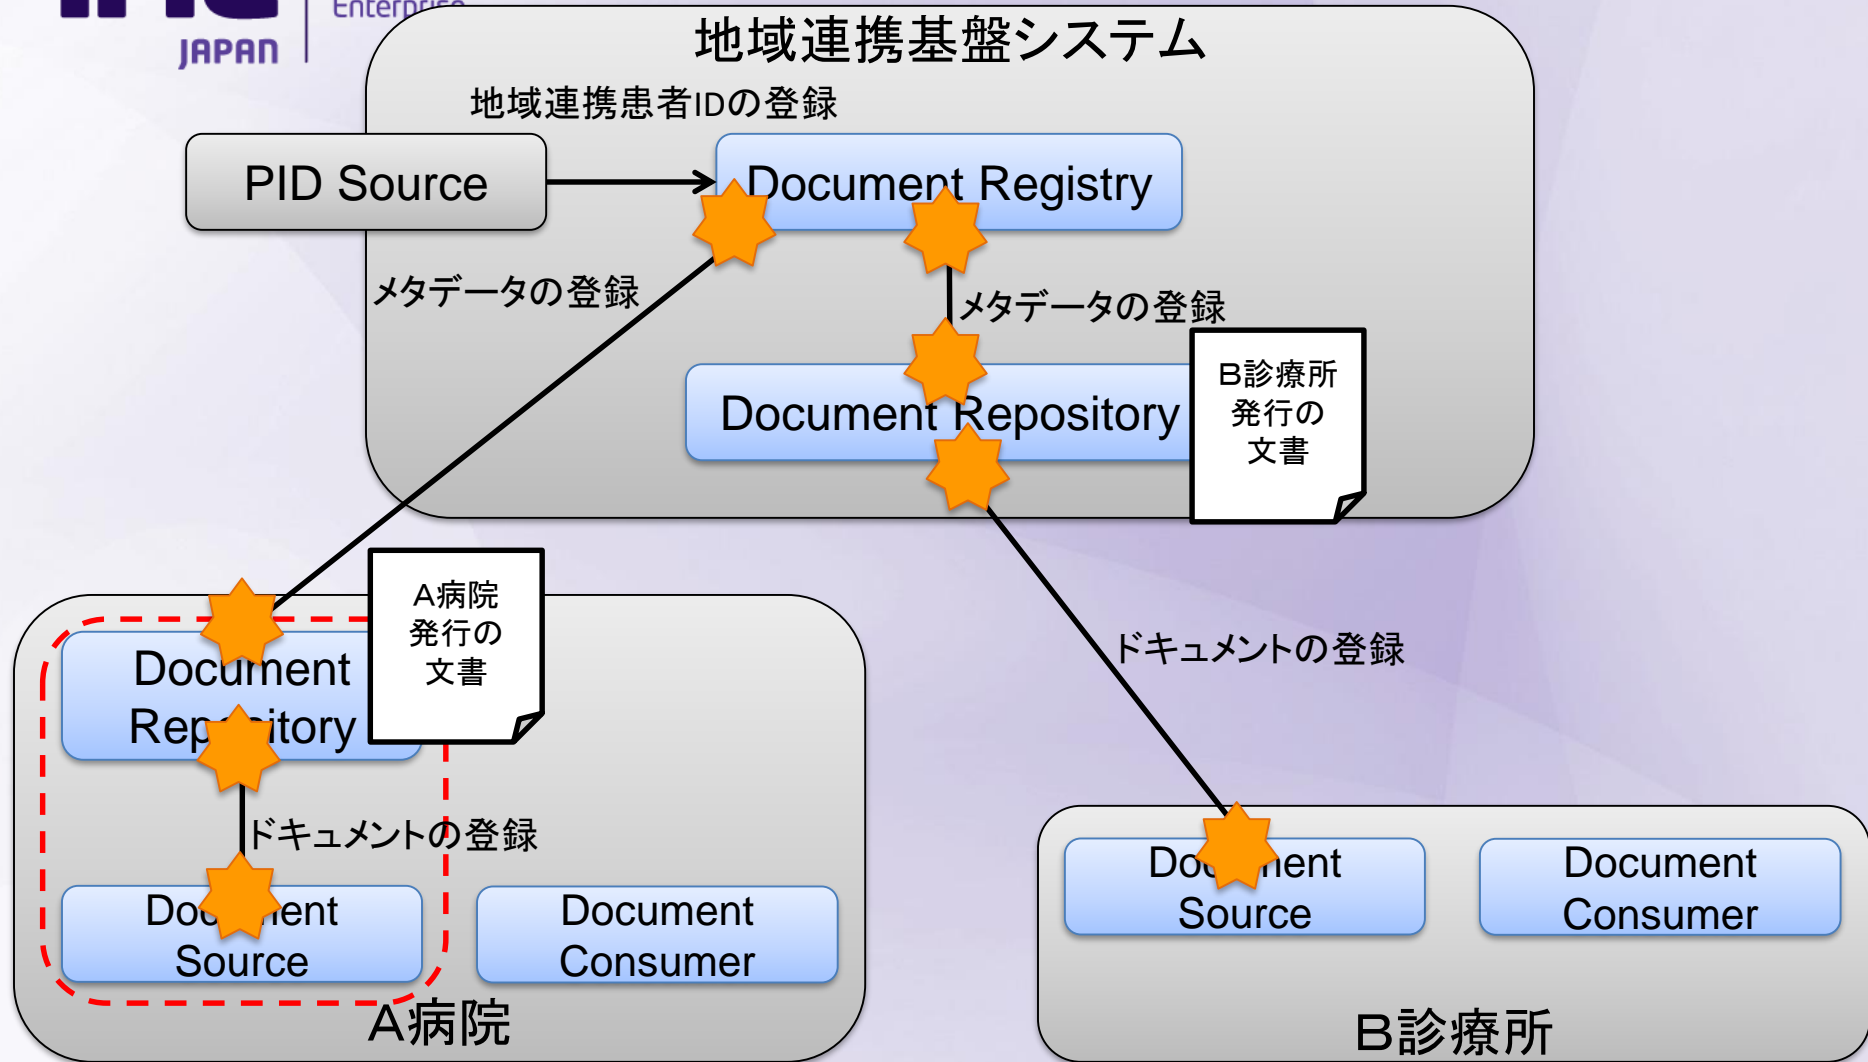 Enterprise
JAPAN
地域連携基盤システム
地域連携患者IDの登録
PID Source
Document Registry
メタデータの登録
メタデータの登録
Document Repository
B診療所
発行の
文書
A病院
発行の
文書
Document
Repository
ドキュメントの登録
ドキュメントの登録
Document
Source
Document
Consumer
A病院
Document
Source
Document
Consumer
B診療所